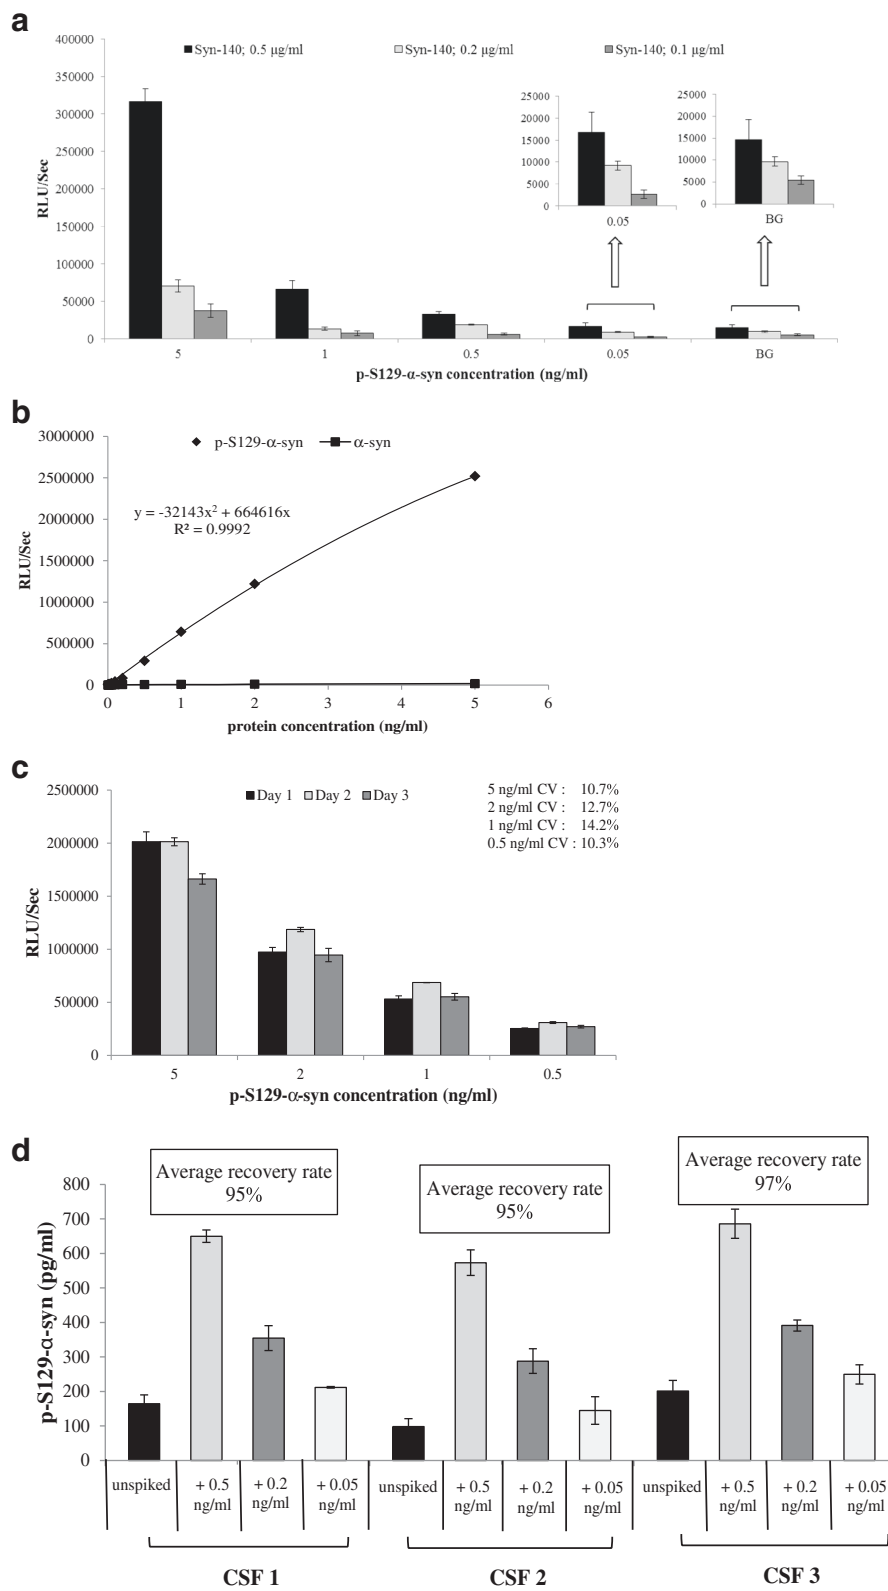 a
400000
350000
300000
250000
200000
150000
100000
50000
0
RLU/Sec
Syn-140; 0.5 μg/ml Syn-140; 0.2 μg/ml Syn-140; 0.1 μg/ml
25000
20000
15000
10000
5000
0
0.05
25000
20000
15000
10000
5000
0
BG
5 1 0.5 0.05 BG
p-S129-α-syn concentration (ng/ml)
b
3000000
2500000
2000000
1500000
1000000
500000
0
RLU/Sec
p-S129-α-syn α-syn
y = -32143x² + 664616x
R² = 0.9992
0 1 2 3 4 5 6
protein concentration (ng/ml)
c
2500000
2000000
1500000
1000000
500000
0
RLU/Sec
Day 1 Day 2 Day 3
5 ng/ml CV : 10.7%
2 ng/ml CV : 12.7%
1 ng/ml CV : 14.2%
0.5 ng/ml CV : 10.3%
5 2 1 0.5
p-S129-α-syn concentration (ng/ml)
d
800
700
600
500
400
300
200
100
0
p-S129-α-syn (pg/ml)
Average recovery rate
95%
Average recovery rate
95%
Average recovery rate
97%
unspiked + 0.5 ng/ml + 0.2 ng/ml + 0.05 ng/ml
unspiked + 0.5 ng/ml + 0.2 ng/ml + 0.05 ng/ml
unspiked + 0.5 ng/ml + 0.2 ng/ml + 0.05 ng/ml
CSF 1 CSF 2 CSF 3